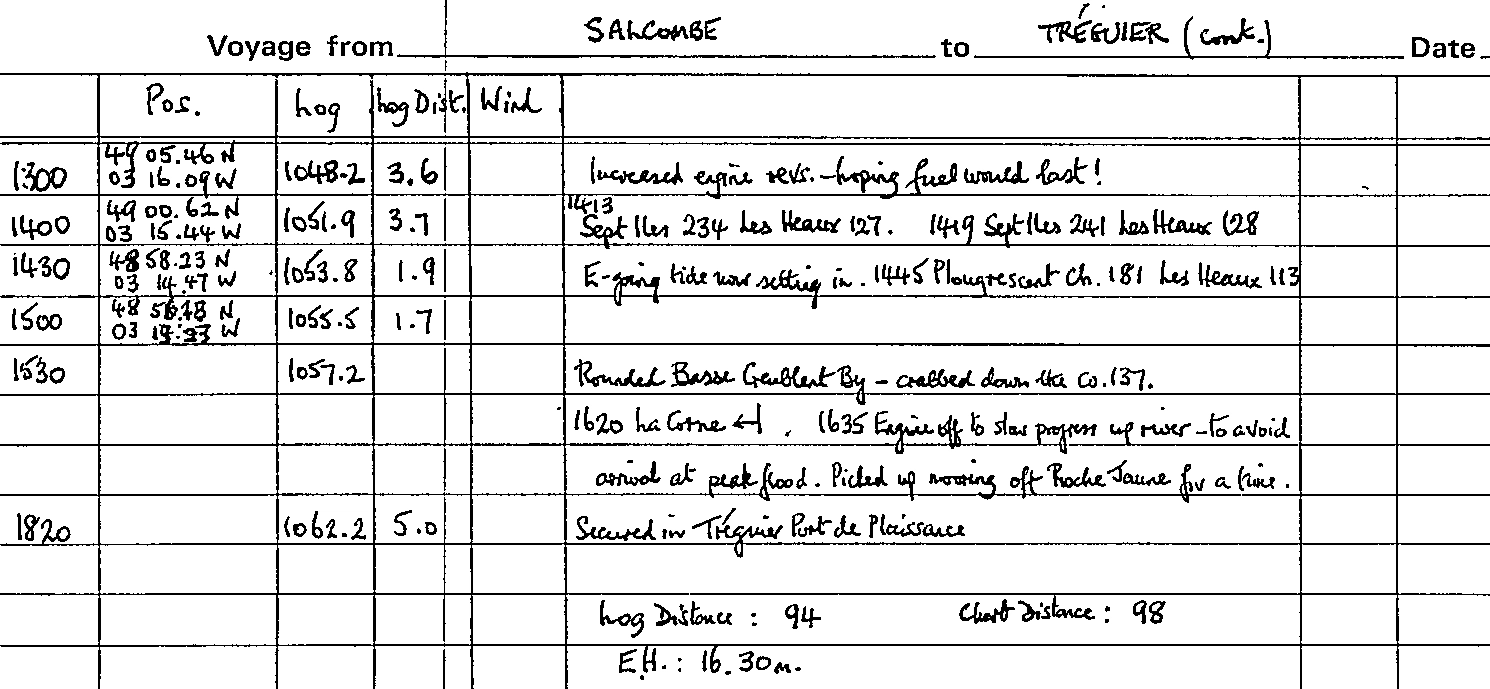 Voyage from SALCOMBE to TRÉGUIER (cont.) Date
Pos. Log Log Dist. Wind
49 05.46 N
1300 03 16.09 W 1048.2 3.6 Increased engine revs. - hoping fuel would last!
49 00.62 N 1413
1400 03 15.44 W 1051.9 3.7 Sept Iles 234 Les Heaux 127. 1419 Sept Iles 241 Les Heaux 128
48 58.23 N
1430 03 14.47 W 1053.8 1.9 E-going tide now setting in. 1445 Plougrescant Ch. 181 Les Heaux 113
48 N
1500 03 W 1055.5 1.7
1530 1057.2 Rounded Basse Crublent By - crabbed down the Co. 137.
1620 La Corne . 1635 Engine off to slow progress up river - to avoid
arrival at peak flood. Picked up mooring off Roche Jaune for a time.
1820 1062.2 5.0 Secured in Tréguier Port de Plaissance
Log Distance : 94 Chart Distance : 98
E.H. : 16.30m.